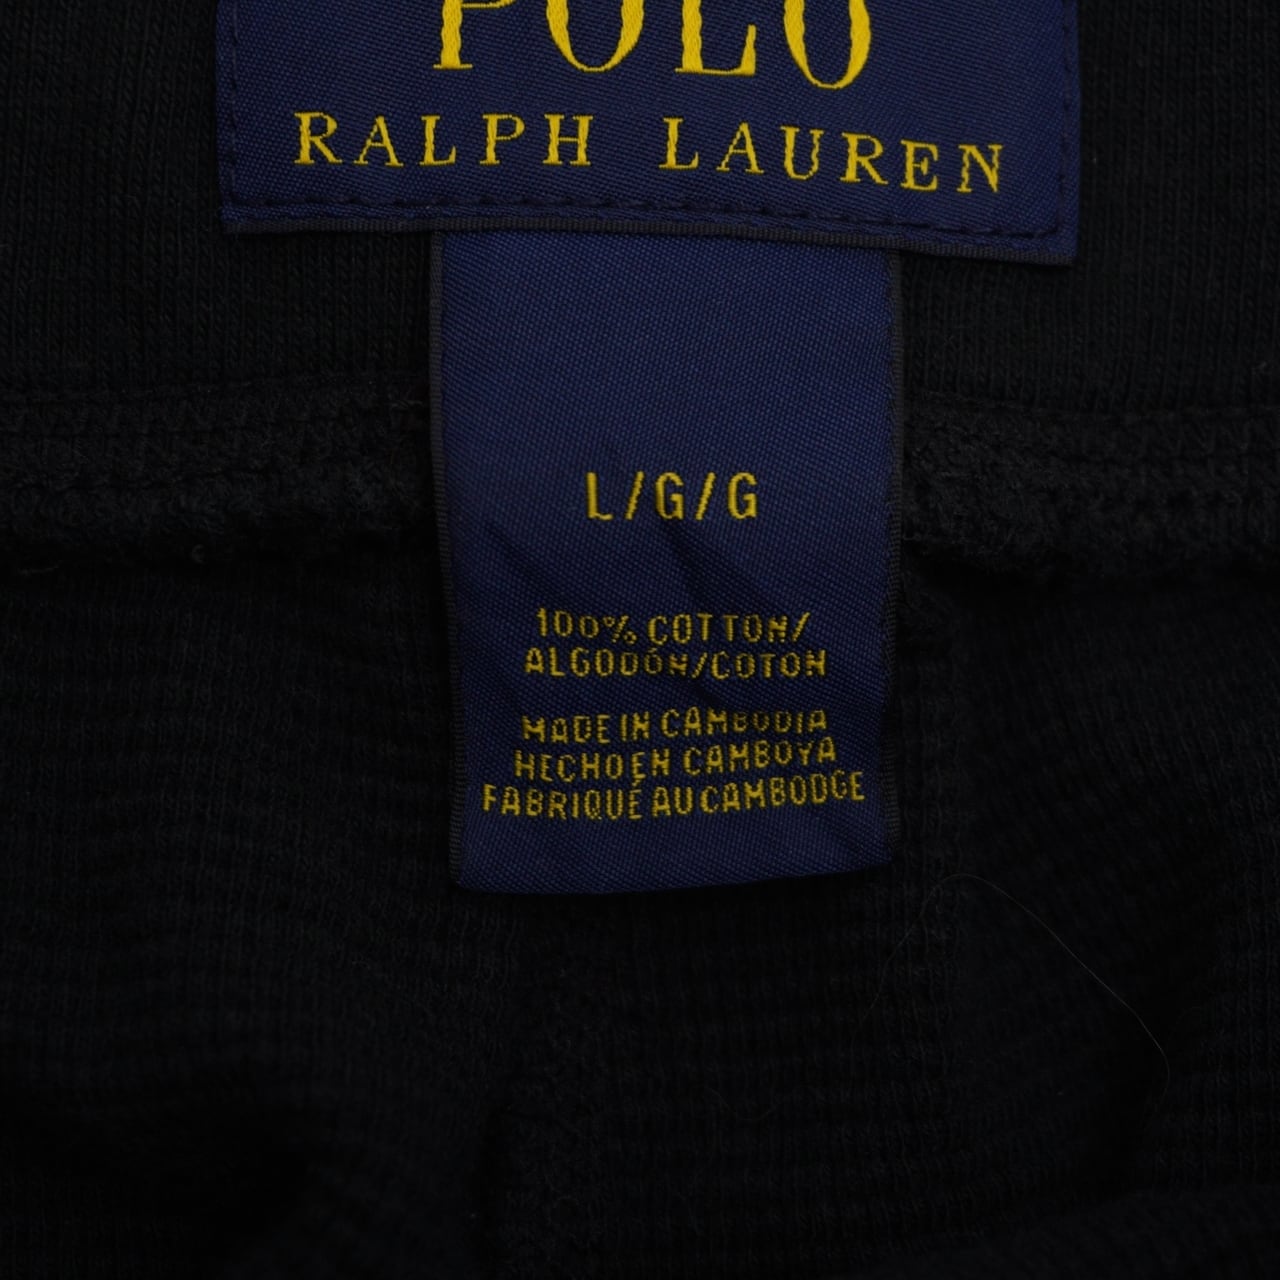 POLO
RALPH LAUREN
L/G/G
100% COTTON/
ALGODÓN/COTON
MADE IN CAMBODIA
HECHO EN CAMBOYA
FABRIQUÉ AU CAMBODGE